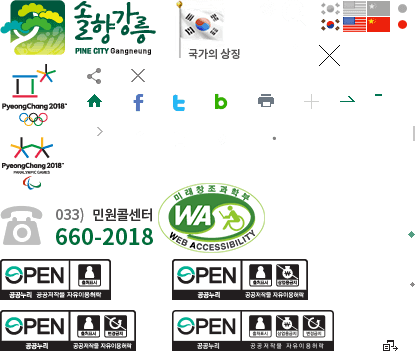 솔향강릉
PINE CITY Gangneung
국가의 상징
PyeongChang 2018
PyeongChang 2018
PARALYMPIC GAMES
033) 민원콜센터
660-2018
미래창조과학부
WA
WEB ACCESSIBILITY
OPEN 출처표시
공공누리 공공저작물 자유이용허락
OPEN 출처표시 상업용금지
공공누리 공공저작물 자유이용허락
OPEN 출처표시 변경금지
공공누리 공공저작물 자유이용허락
OPEN 출처표시 상업용금지 변경금지
공공누리 공공저작물 자유이용허락